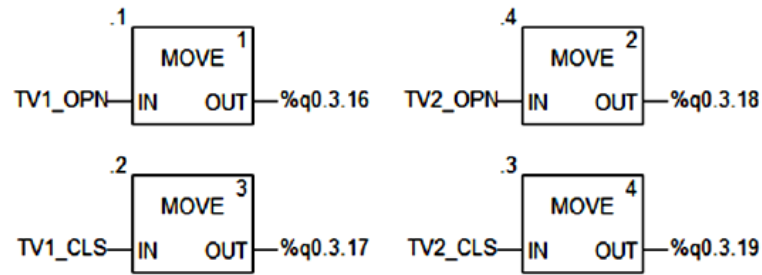 .1
1
MOVE
TV1_OPN IN OUT %q0.3.16
.4
2
MOVE
TV2_OPN IN OUT %q0.3.18
.2
3
MOVE
TV1_CLS IN OUT %q0.3.17
.3
4
MOVE
TV2_CLS IN OUT %q0.3.19